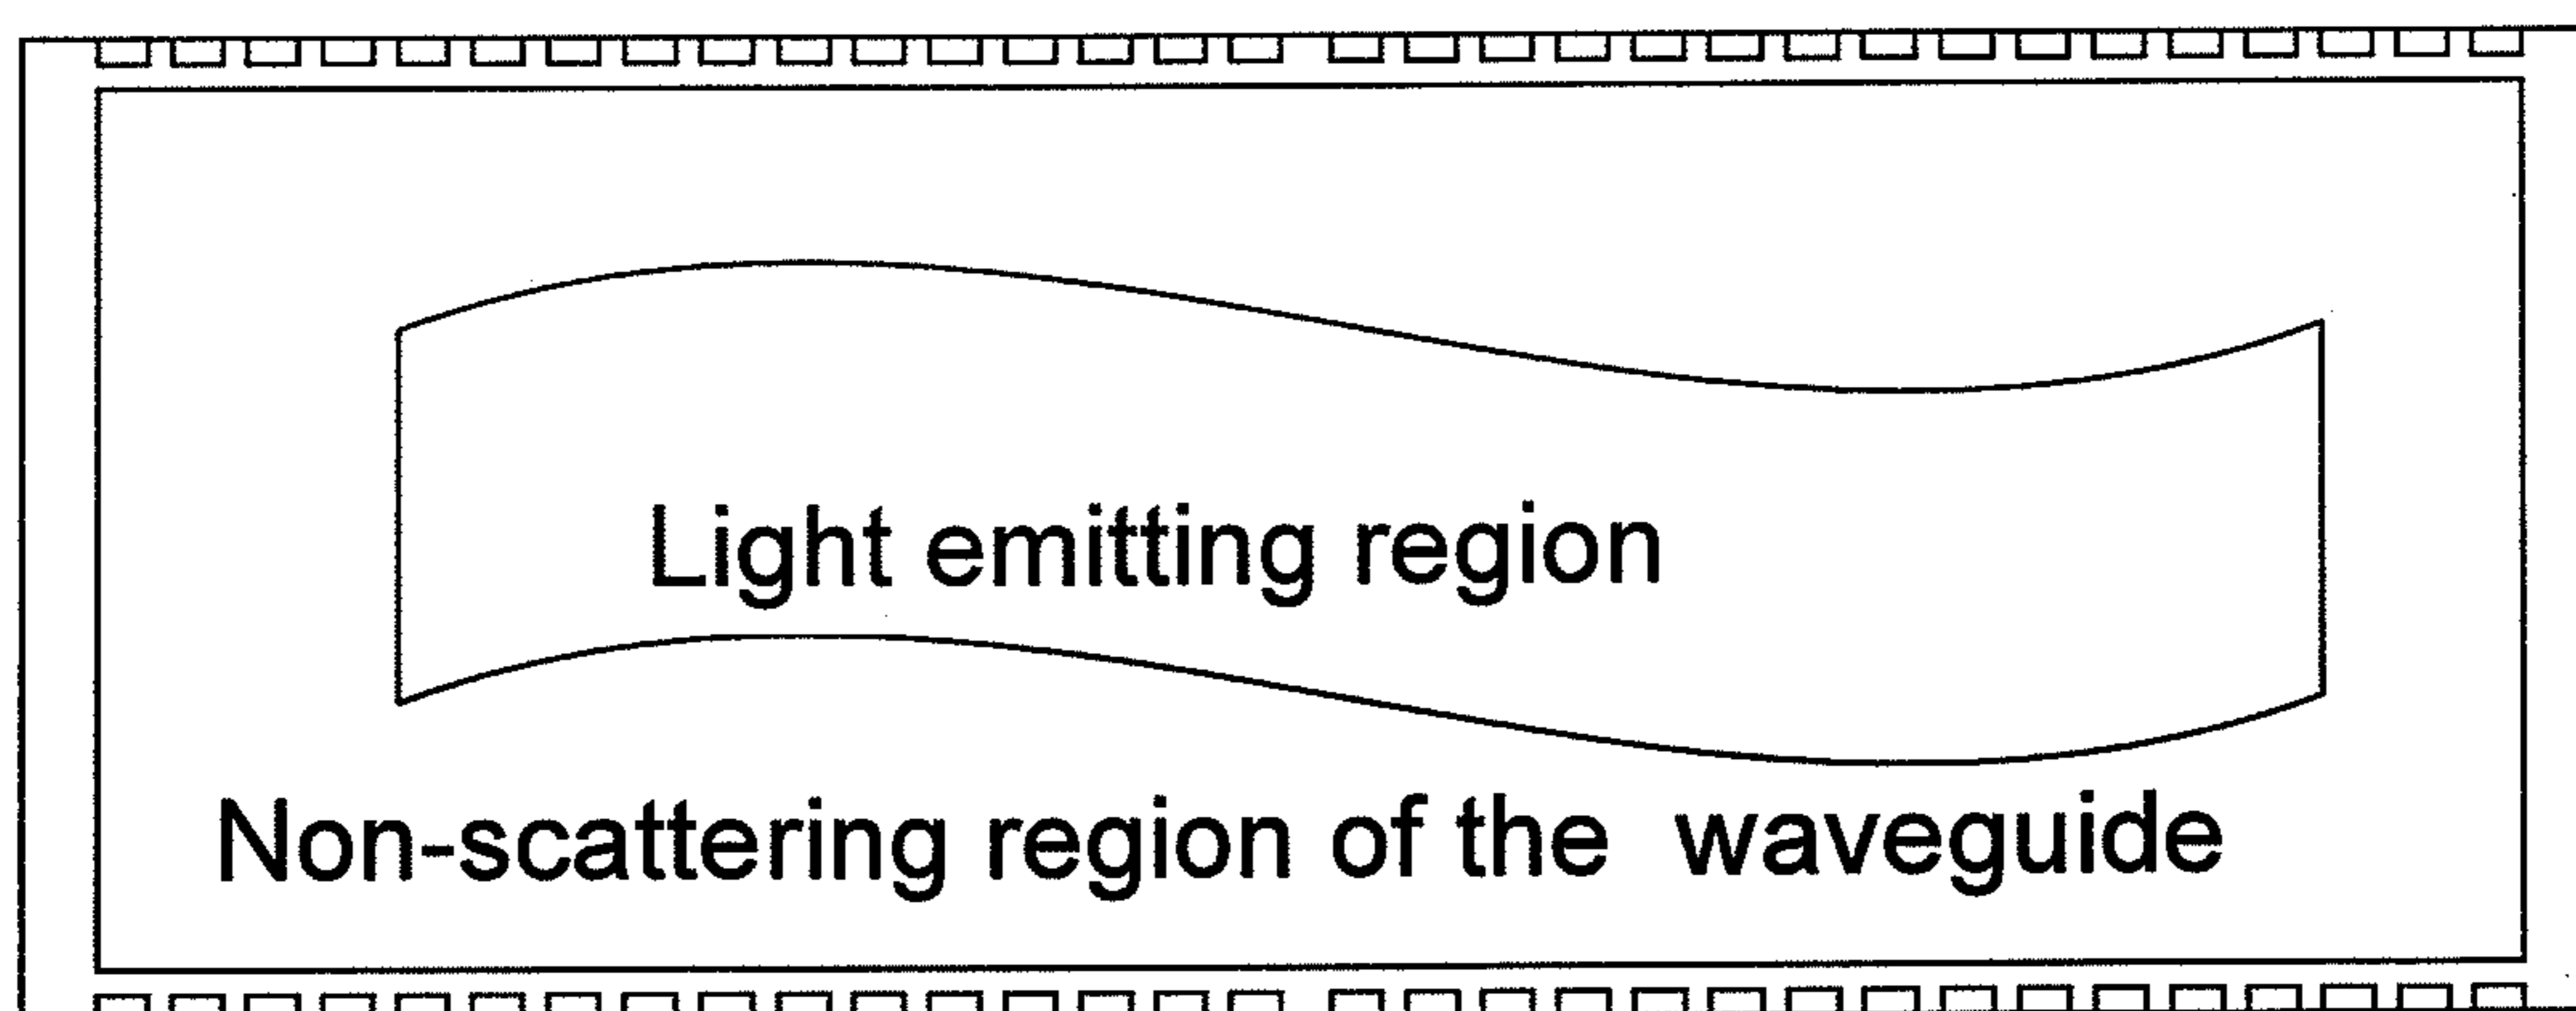 Light emitting region
Non-scattering region of the waveguide